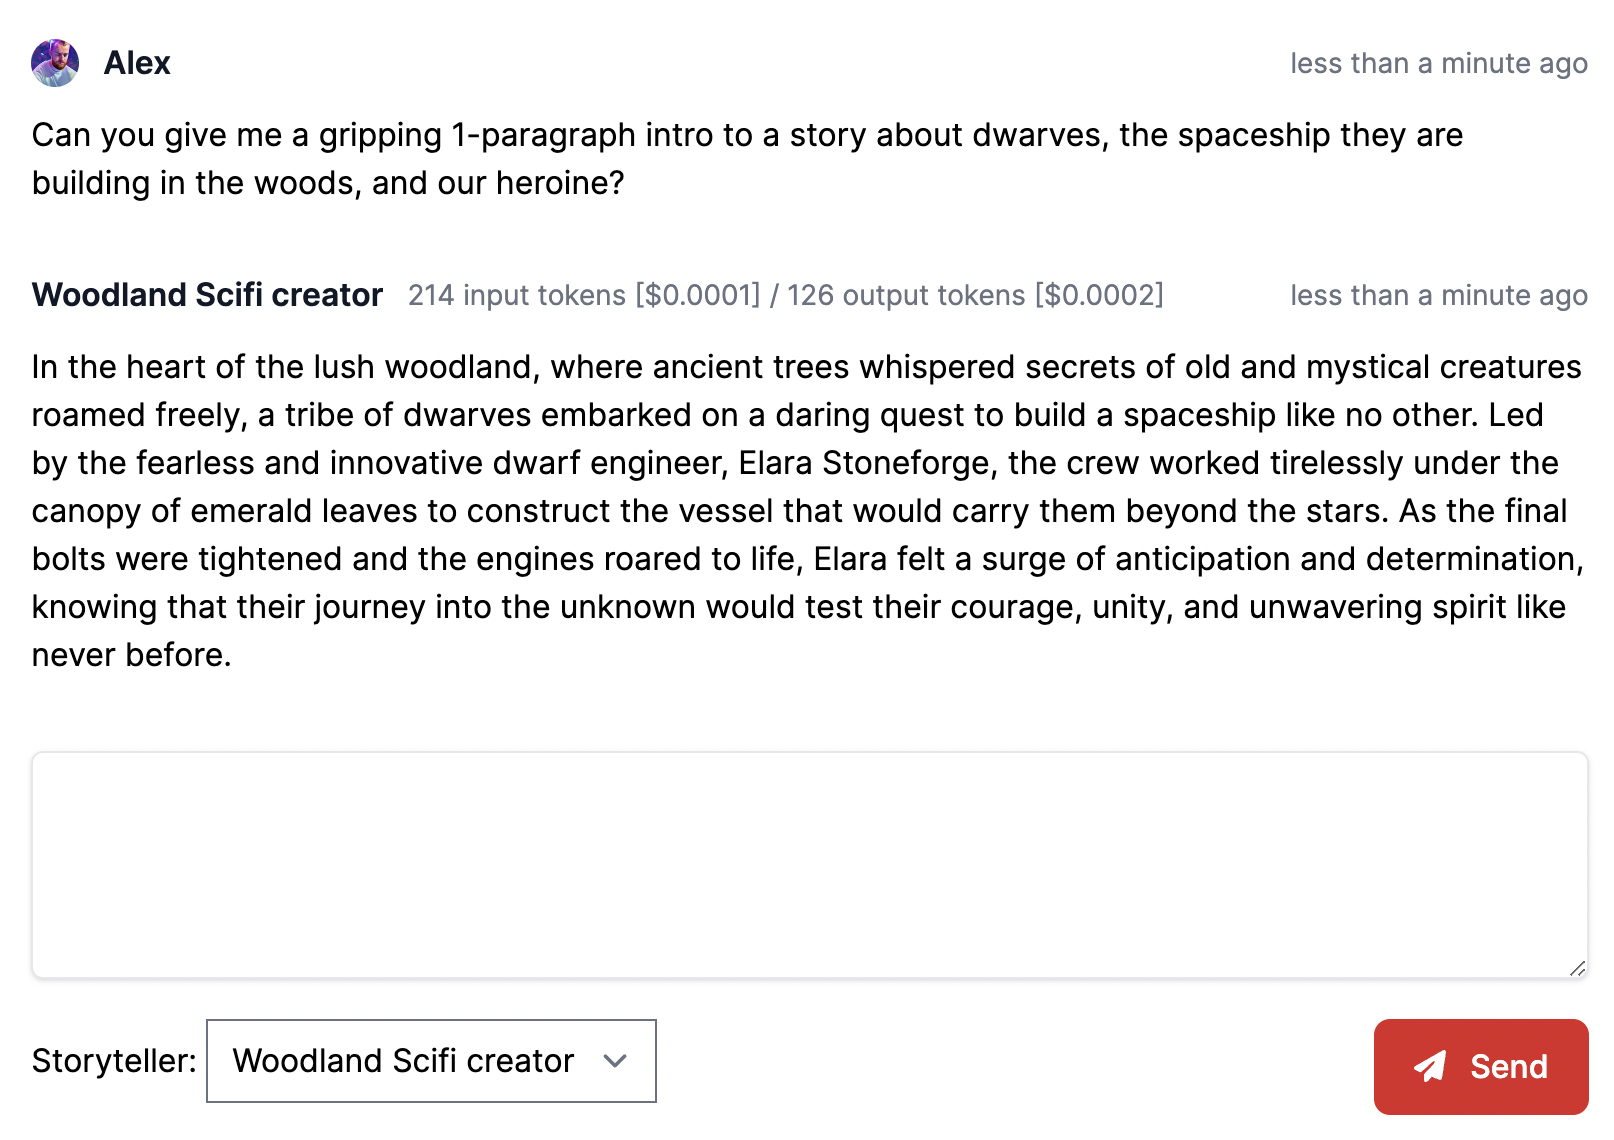 Alex
less than a minute ago
Can you give me a gripping 1-paragraph intro to a story about dwarves, the spaceship they are
building in the woods, and our heroine?
Woodland Scifi creator
214 input tokens [$0.0001] / 126 output tokens [$0.0002]
less than a minute ago
In the heart of the lush woodland, where ancient trees whispered secrets of old and mystical creatures
roamed freely, a tribe of dwarves embarked on a daring quest to build a spaceship like no other. Led
by the fearless and innovative dwarf engineer, Elara Stoneforge, the crew worked tirelessly under the
canopy of emerald leaves to construct the vessel that would carry them beyond the stars. As the final
bolts were tightened and the engines roared to life, Elara felt a surge of anticipation and determination,
knowing that their journey into the unknown would test their courage, unity, and unwavering spirit like
never before.
Storyteller:
Woodland Scifi creator
Send